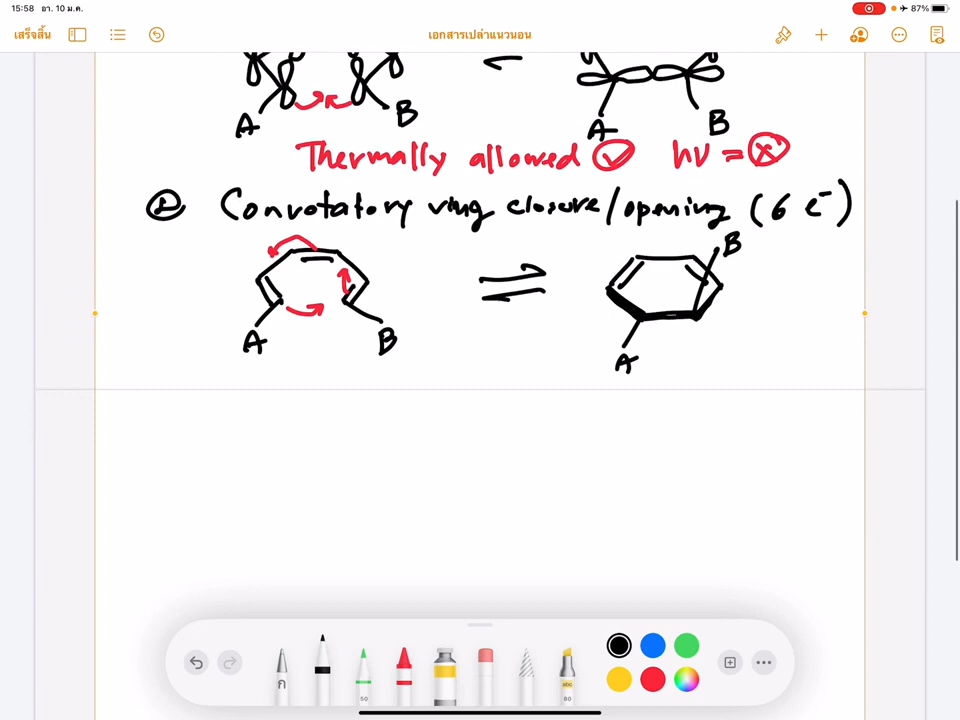 15:58 อา. 10 ม.ค. 87%
เสร็จสิ้น เอกสารเปล่าแนวนอน
A B A B
Thermally allowed ✓ hν = ×
② Conrotatory ring closure/opening (6 e⁻)
B
A B
A
50 80